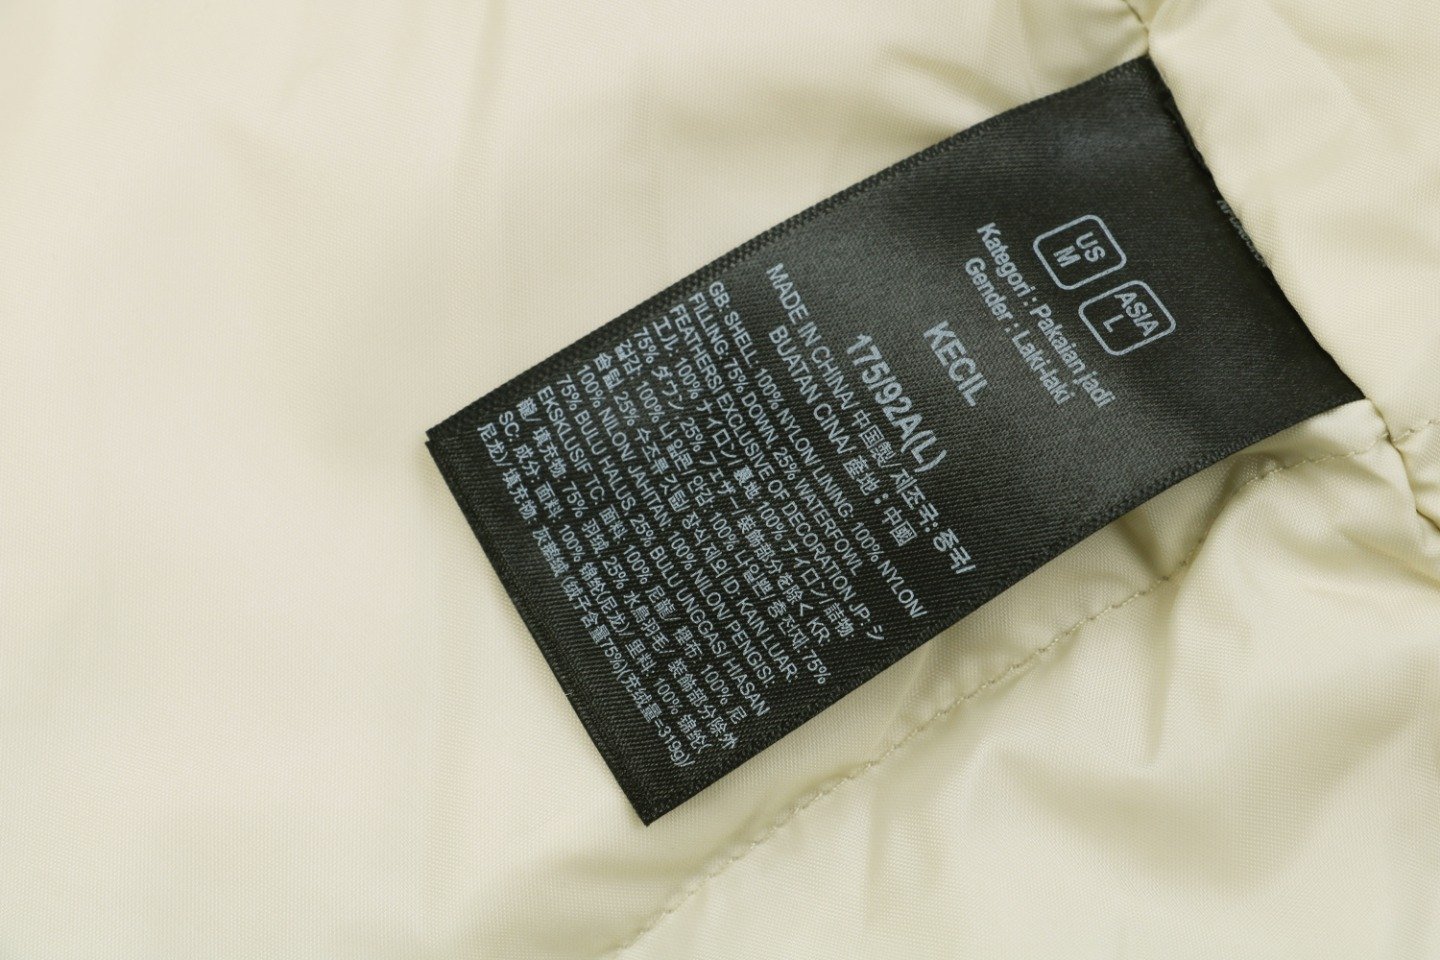 US
M
ASIA
L
Kategori : Pakaian jadi
Gender : Laki-laki
KECIL
175/92A(L)
MADE IN CHINA/ 中国製/ 제조국: 중국/
BUATAN CINA/ 產地：中國
GB: SHELL: 100% NYLON/ LINING: 100% NYLON/
FILLING: 75% DOWN, 25% WATERFOWL
FEATHERS/ EXCLUSIVE OF DECORATION JP: シ
ェル: 100% ナイロン/ 裏地: 100% ナイロン/ 詰物:
75% ダウン, 25% フェザー 装飾部分を除く KR:
겉감: 100% 나일론 안감: 100% 나일론 충전재: 75%
솜털, 25% 장식제외 ID: KAIN LUAR:
100% NILON JAHITAN: 100% NILON/ PENGISI:
75% BULU HALUS, 25% BULU UNGGAS/ HIASAN
EKSKLUSIF TC: 面料: 100% 尼龍/ 裡布: 100% 尼
龍/ 填充物: 75% 羽絨, 25% 水鳥羽毛/ 裝飾部分除外
SC: 成分: 面料: 100% 锦纶(尼龙)/ 里料: 100% 锦纶(
尼龙)/ 填充物: 灰鹅绒 (绒子含量75%)(充绒量=319g)/